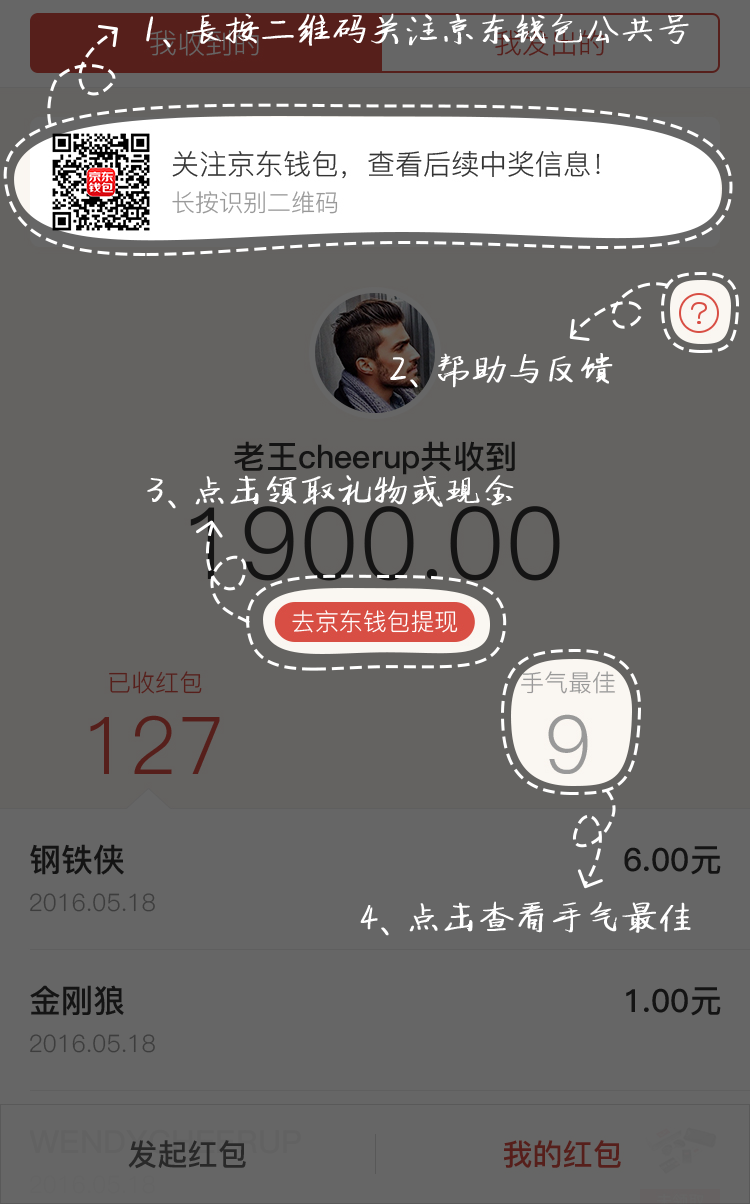 1、長按二维码关注京东钱包公共号
我收到的
我发出的
京东
钱包
关注京东钱包，查看后续中奖信息！
长按识别二维码
?
2、帮助与反馈
老王cheerup共收到
3、点击领取礼物或现金
1900.00
去京东钱包提现
已收红包
手气最佳
127
9
钢铁侠
6.00元
2016.05.18
4、点击查看手气最佳
金刚狼
1.00元
2016.05.18
WENDYCHEERUP
发起红包
我的红包
2016.05.18